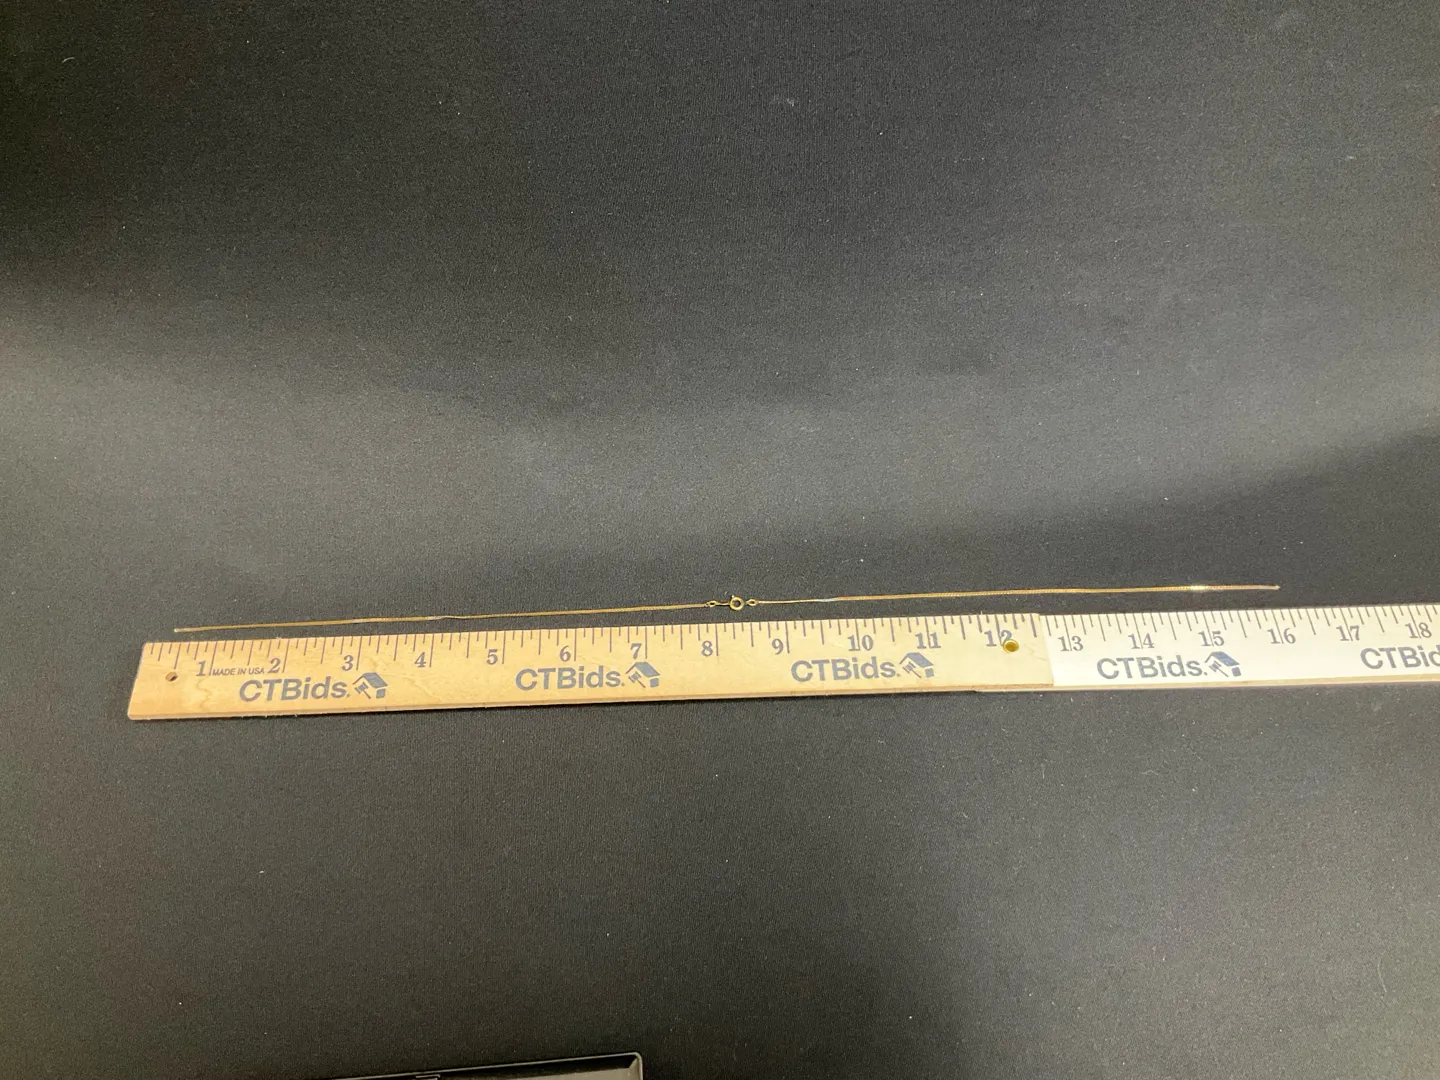 1 MADE IN USA 2 3 4 5 6 7 8 9 10 11 12 13 14 15 16 17 18
CTBids. CTBids. CTBids. CTBids. CTBid